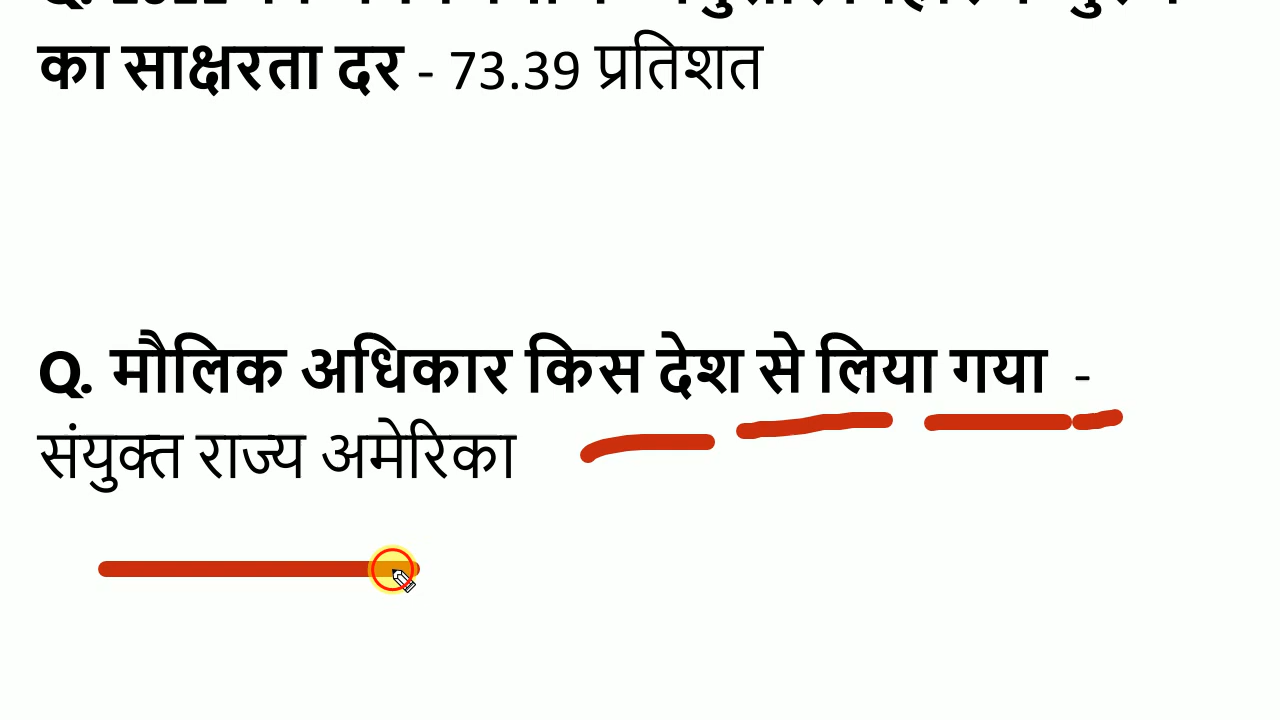 का साक्षरता दर - 73.39 प्रतिशत
Q. मौलिक अधिकार किस देश से लिया गया -
संयुक्त राज्य अमेरिका